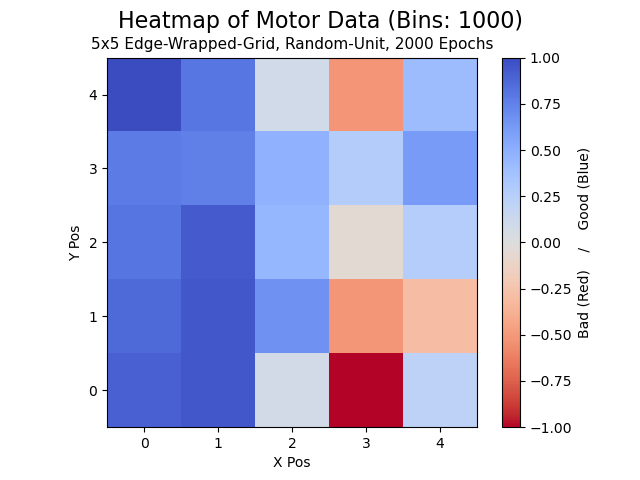 Heatmap of Motor Data (Bins: 1000)
5x5 Edge-Wrapped-Grid, Random-Unit, 2000 Epochs
4
3
2
1
0
Y Pos
0 1 2 3 4
X Pos
1.00
0.75
0.50
0.25
0.00
−0.25
−0.50
−0.75
−1.00
Bad (Red) / Good (Blue)